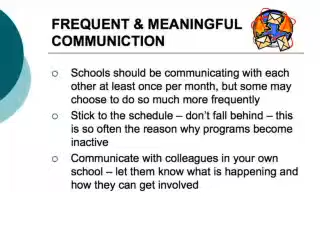 FREQUENT & MEANINGFUL
COMMUNICTION
Schools should be communicating with each
other at least once per month, but some may
choose to do so much more frequently
Stick to the schedule – don't fall behind – this
is so often the reason why programs become
inactive
Communicate with colleagues in your own
school – let them know what is happening and
how they can get involved